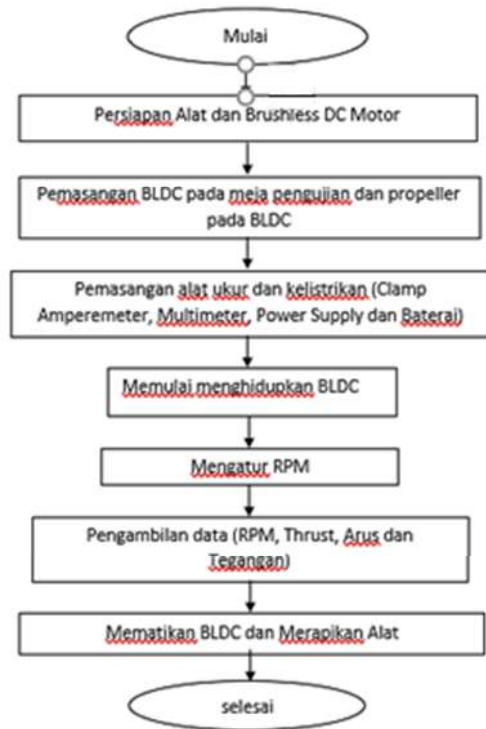 Mulai
Persiapan Alat dan Brushless DC Motor
Pemasangan BLDC pada meja pengujian dan propeller
pada BLDC
Pemasangan alat ukur dan kelistrikan (Clamp
Amperemeter, Multimeter, Power Supply dan Baterai)
Memulai menghidupkan BLDC
Mengatur RPM
Pengambilan data (RPM, Thrust, Arus dan
Tegangan)
Mematikan BLDC dan Merapikan Alat
selesai